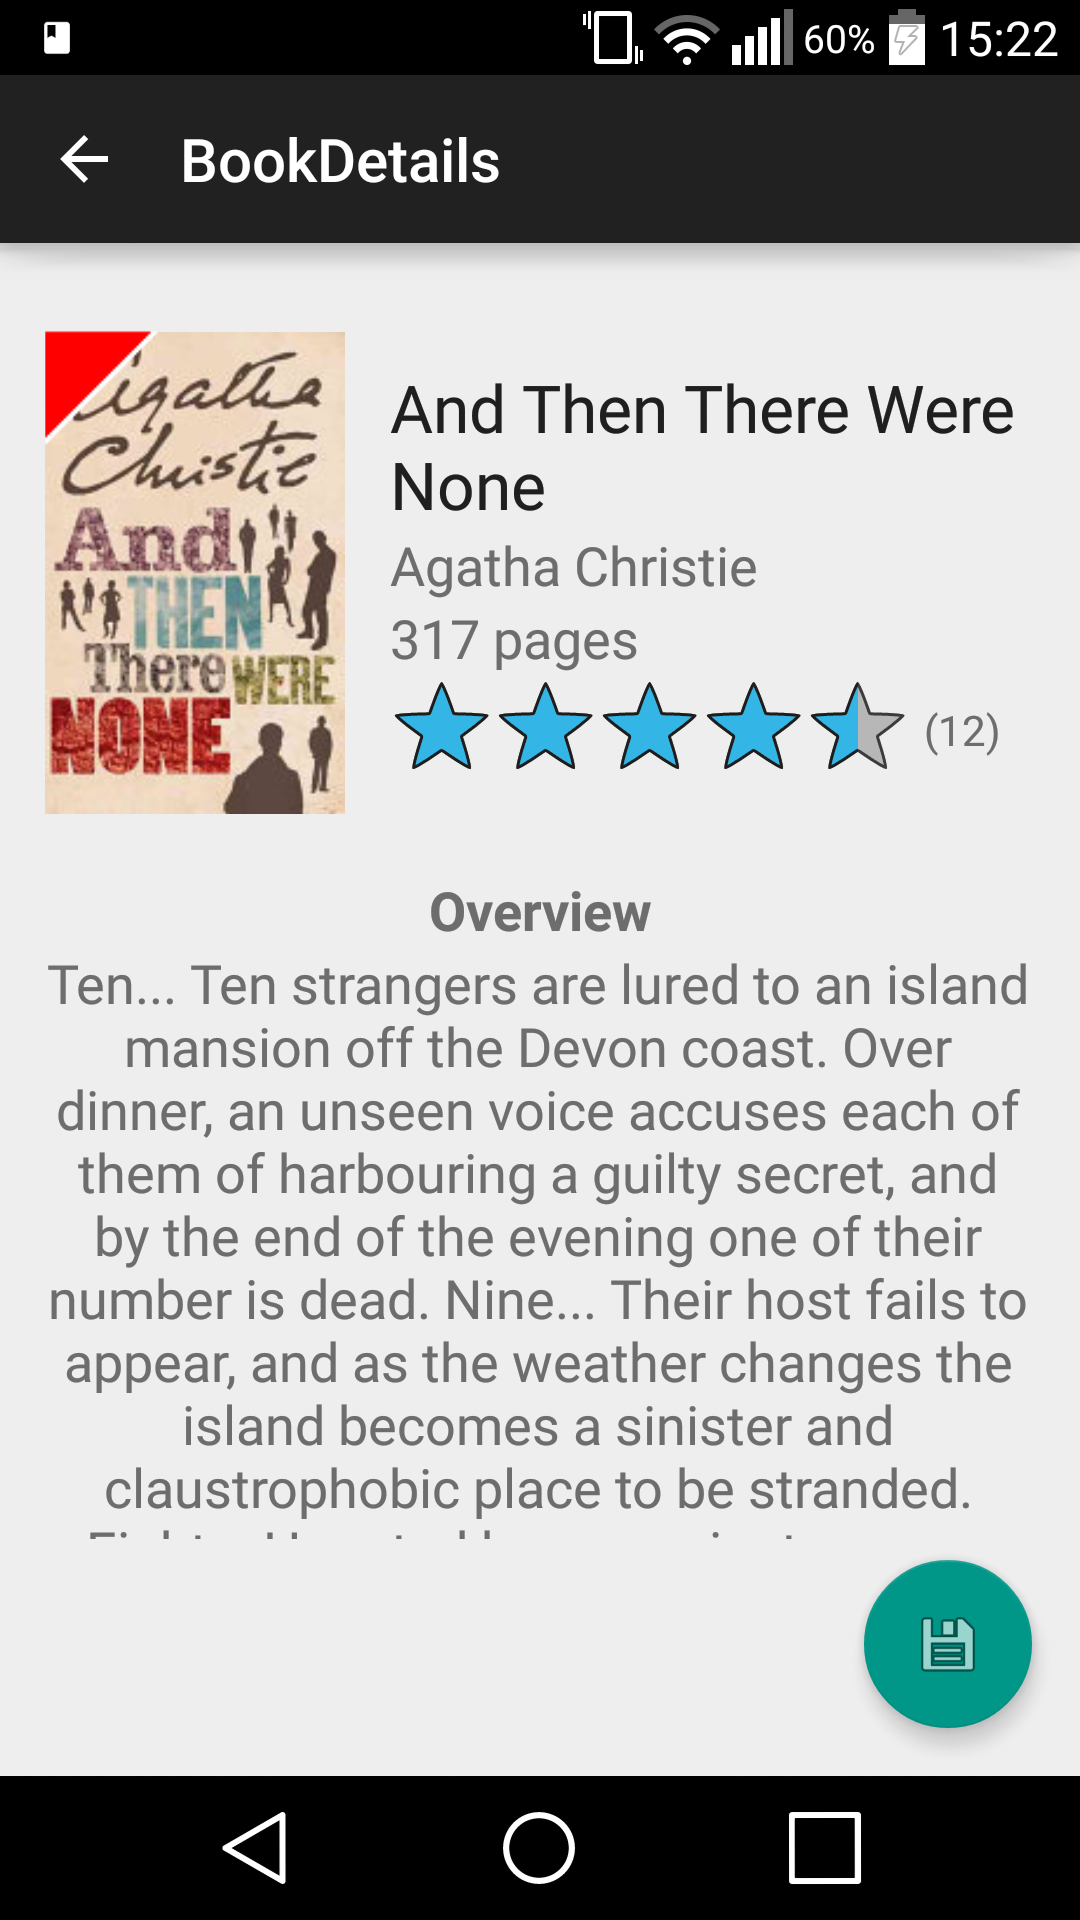 60% 15:22
BookDetails
Agatha
Christie
And
THEN
There WERE
NONE
And Then There Were
None
Agatha Christie
317 pages
(12)
Overview
Ten... Ten strangers are lured to an island
mansion off the Devon coast. Over
dinner, an unseen voice accuses each of
them of harbouring a guilty secret, and
by the end of the evening one of their
number is dead. Nine... Their host fails to
appear, and as the weather changes the
island becomes a sinister and
claustrophobic place to be stranded.